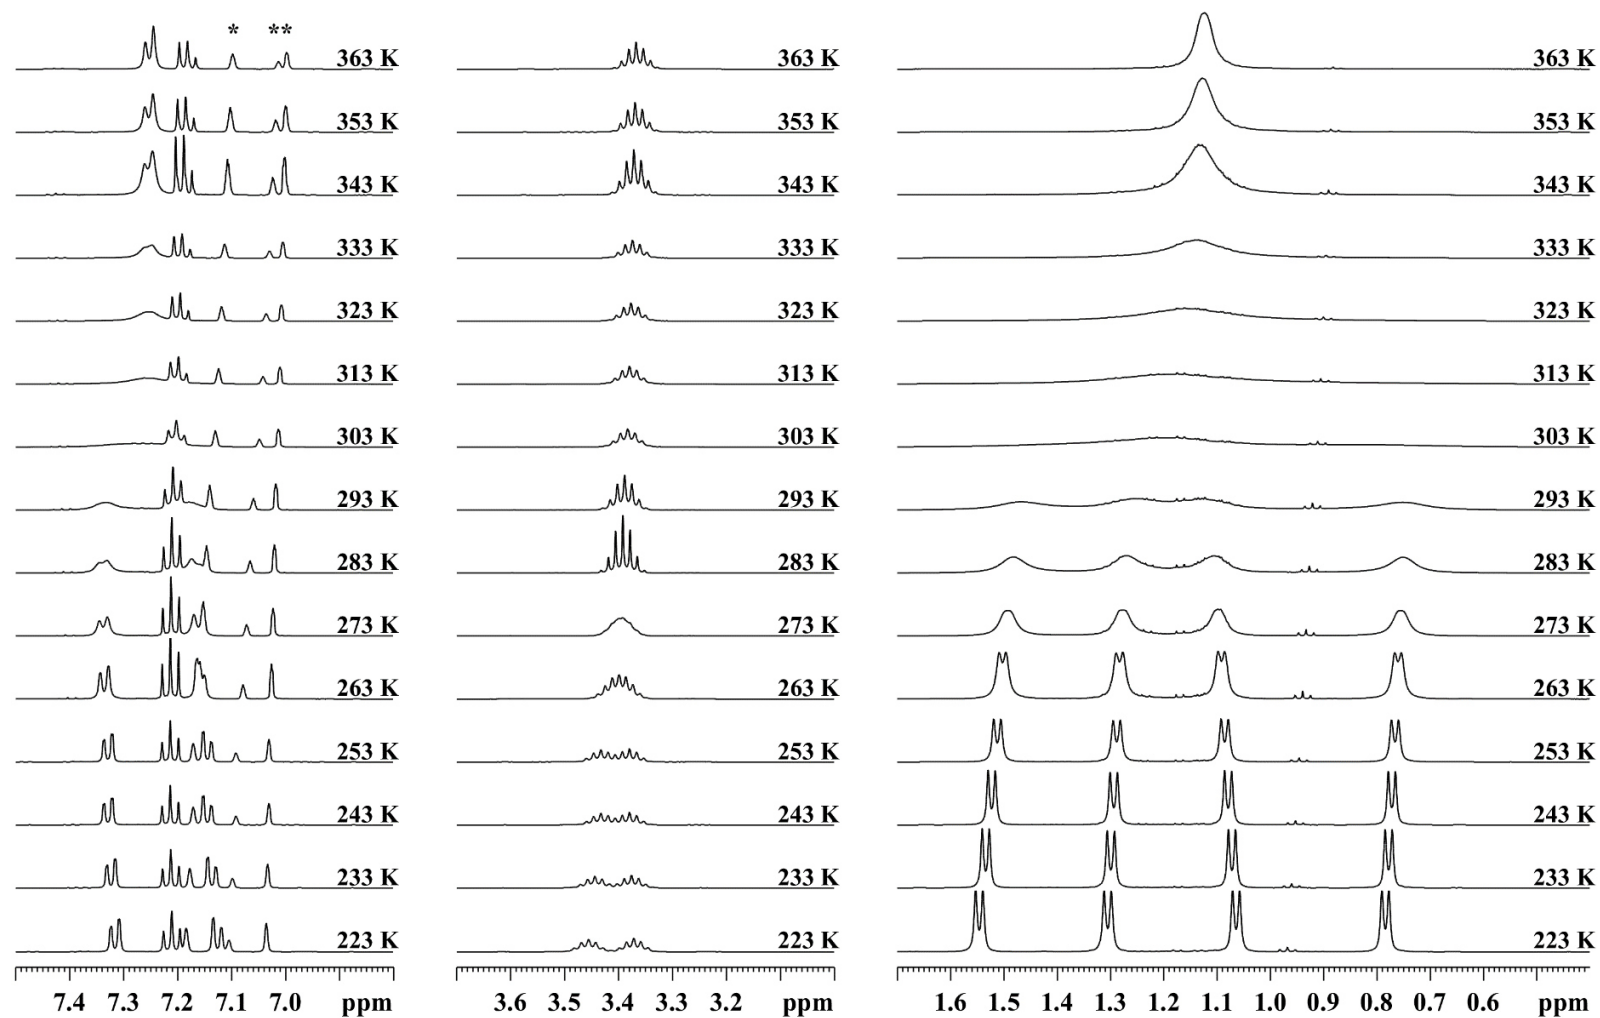 * **
363 K 363 K 363 K
353 K 353 K 353 K
343 K 343 K 343 K
333 K 333 K 333 K
323 K 323 K 323 K
313 K 313 K 313 K
303 K 303 K 303 K
293 K 293 K 293 K
283 K 283 K 283 K
273 K 273 K 273 K
263 K 263 K 263 K
253 K 253 K 253 K
243 K 243 K 243 K
233 K 233 K 233 K
223 K 223 K 223 K
7.4 7.3 7.2 7.1 7.0 ppm 3.6 3.5 3.4 3.3 3.2 ppm 1.6 1.5 1.4 1.3 1.2 1.1 1.0 0.9 0.8 0.7 0.6 ppm